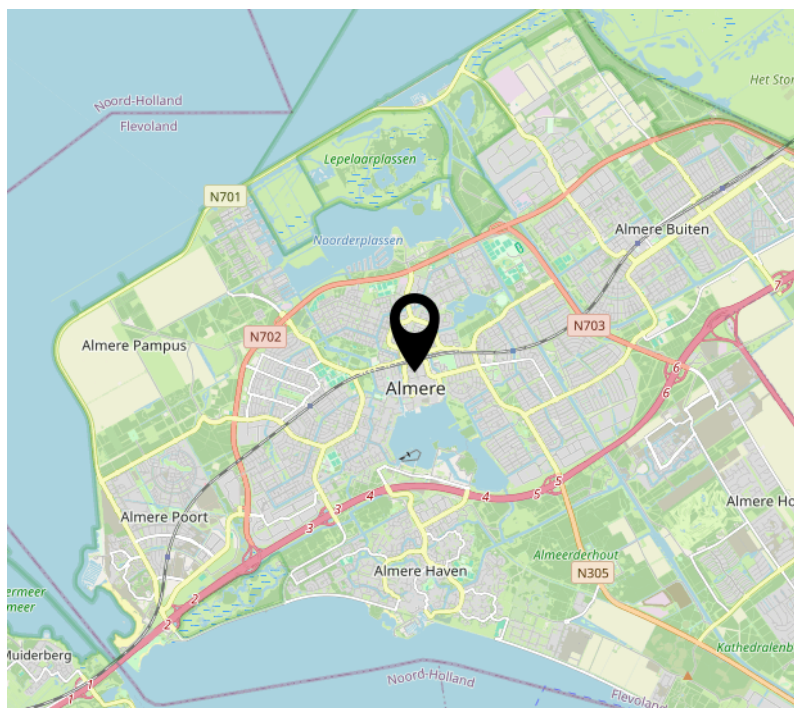 Noord-Holland
Flevoland
Het Stor
Lepelaarplassen
N701
Noorderplassen
Almere Buiten
7
N702
N703
Almere Pampus
6
6
Almere
5
5
4
4
3
3
Almere Poort
Almere Ho
Almeerderhout
Almere Haven
N305
ermeer
meer
2
2
Kathedralenb
Muiderberg
Noord-Holland
Flevoland
1
1